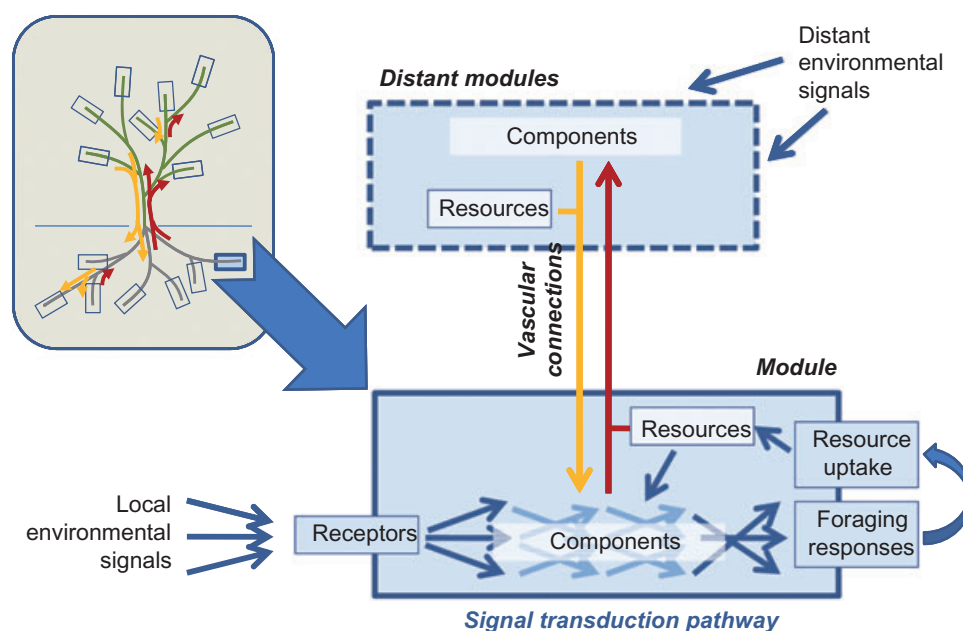 Distant
environmental
signals
Distant modules
Components
Resources
Vascular
connections
Module
Resources
Resource
uptake
Local
environmental
signals
Receptors
Components
Foraging
responses
Signal transduction pathway